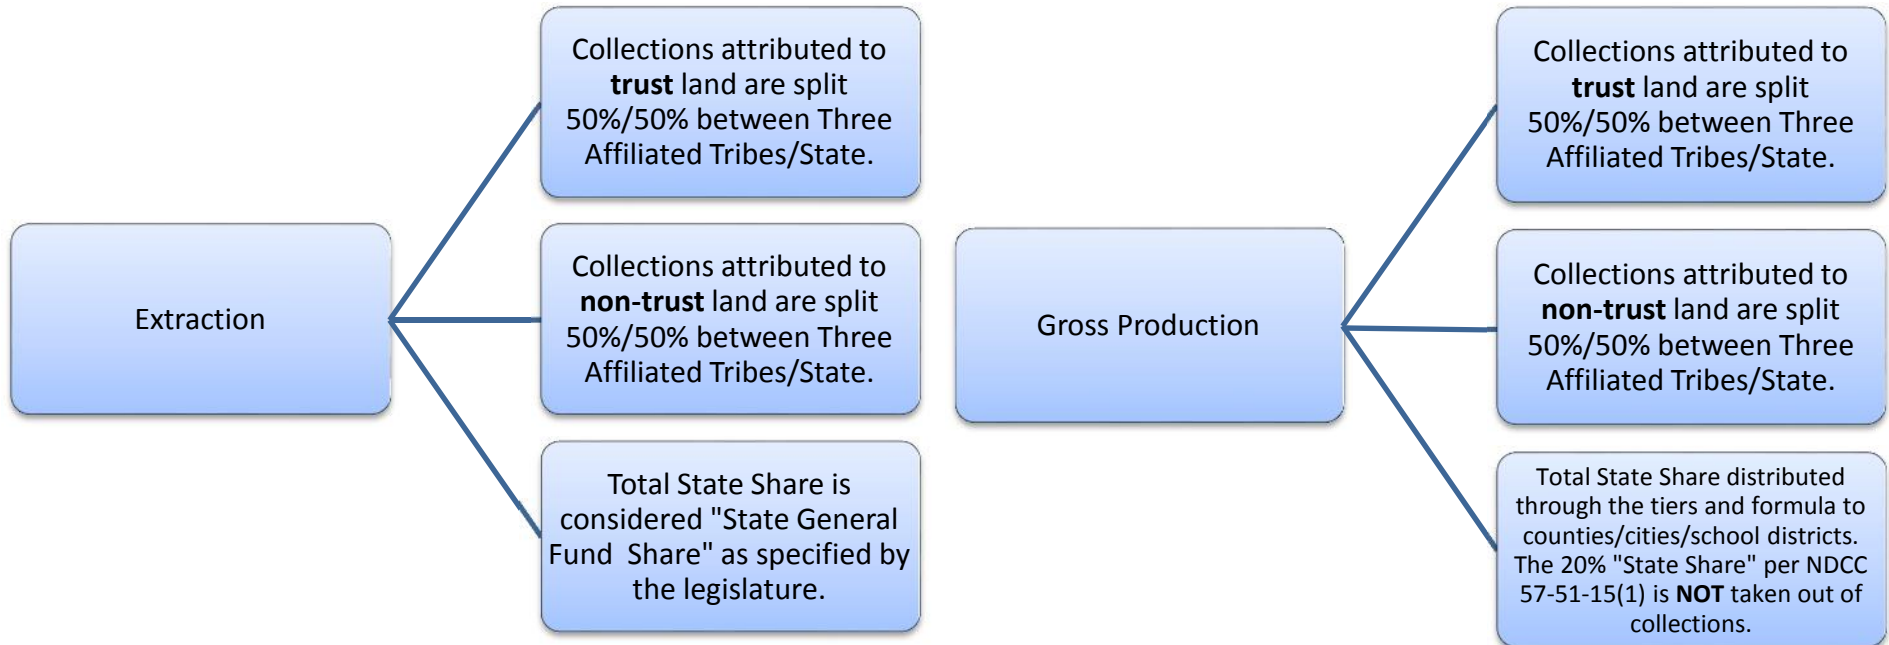 Extraction
Collections attributed to
trust land are split
50%/50% between Three
Affiliated Tribes/State.
Collections attributed to
non-trust land are split
50%/50% between Three
Affiliated Tribes/State.
Total State Share is
considered "State General
Fund  Share" as specified by
the legislature.
Gross Production
Collections attributed to
trust land are split
50%/50% between Three
Affiliated Tribes/State.
Collections attributed to
non-trust land are split
50%/50% between Three
Affiliated Tribes/State.
Total State Share distributed
through the tiers and formula to
counties/cities/school districts.
The 20% "State Share" per NDCC
57-51-15(1) is NOT taken out of
collections.